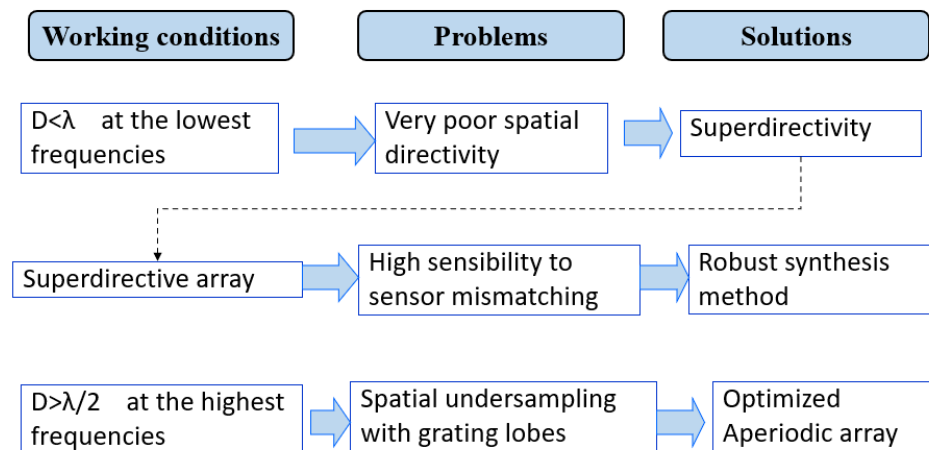 Working conditions
Problems
Solutions
D<λ at the lowest
frequencies
Very poor spatial
directivity
Superdirectivity
Superdirective array
High sensibility to
sensor mismatching
Robust synthesis
method
D>λ/2 at the highest
frequencies
Spatial undersampling
with grating lobes
Optimized
Aperiodic array